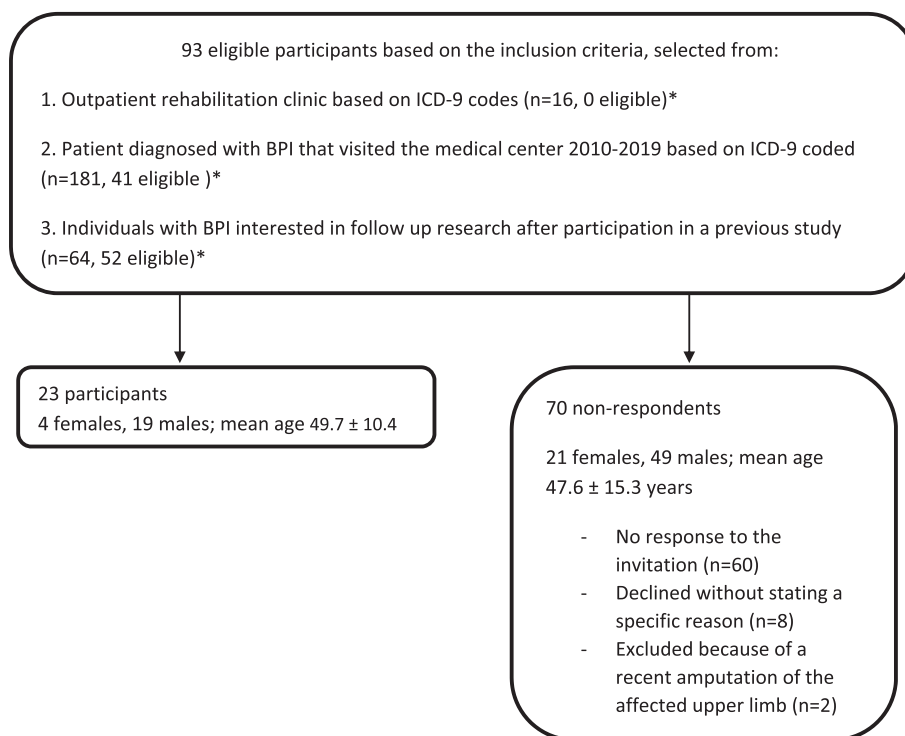 93 eligible participants based on the inclusion criteria, selected from:
1. Outpatient rehabilitation clinic based on ICD-9 codes (n=16, 0 eligible)*
2. Patient diagnosed with BPI that visited the medical center 2010-2019 based on ICD-9 coded
(n=181, 41 eligible )*
3. Individuals with BPI interested in follow up research after participation in a previous study
(n=64, 52 eligible)*
23 participants
4 females, 19 males; mean age 49.7 ± 10.4
70 non-respondents
21 females, 49 males; mean age
47.6 ± 15.3 years
- No response to the
invitation (n=60)
- Declined without stating a
specific reason (n=8)
- Excluded because of a
recent amputation of the
affected upper limb (n=2)